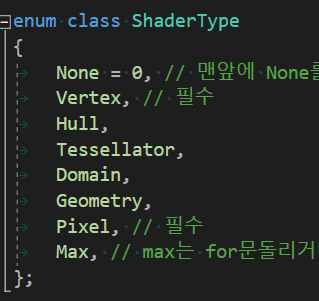 enum class ShaderType
{
None = 0, // 맨앞에 None를
Vertex, // 필수
Hull,
Tessellator,
Domain,
Geometry,
Pixel, // 필수
Max, // max는 for문돌리거
};